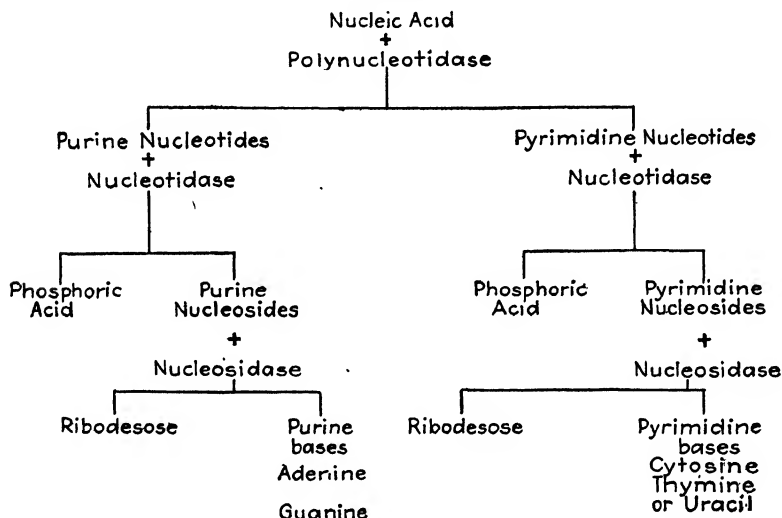 Nucleic Acid
+
Polynucleotidase
Purine Nucleotides
+
Nucleotidase
Pyrimidine Nucleotides
+
Nucleotidase
Phosphoric
Acid
Purine
Nucleosides
+
Nucleosidase
Phosphoric
Acid
Pyrimidine
Nucleosides
+
Nucleosidase
Ribodesose
Purine
bases
Adenine
Guanine
Ribodesose
Pyrimidine
bases
Cytosine
Thymine
or Uracil